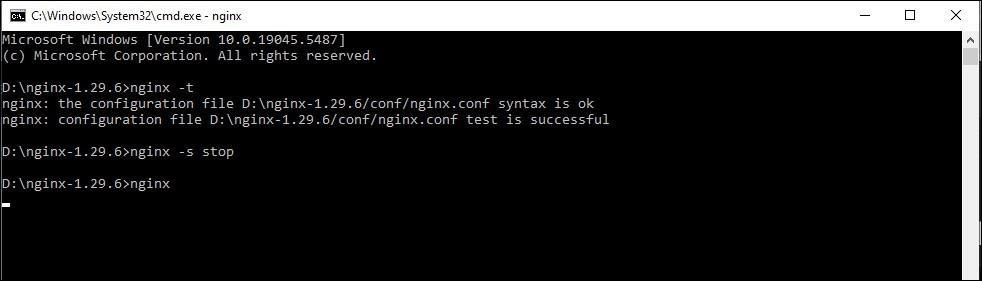 C:\Windows\System32\cmd.exe - nginx
Microsoft Windows [Version 10.0.19045.5487]
(c) Microsoft Corporation. All rights reserved.
D:\nginx-1.29.6>nginx -t
nginx: the configuration file D:\nginx-1.29.6/conf/nginx.conf syntax is ok
nginx: configuration file D:\nginx-1.29.6/conf/nginx.conf test is successful
D:\nginx-1.29.6>nginx -s stop
D:\nginx-1.29.6>nginx